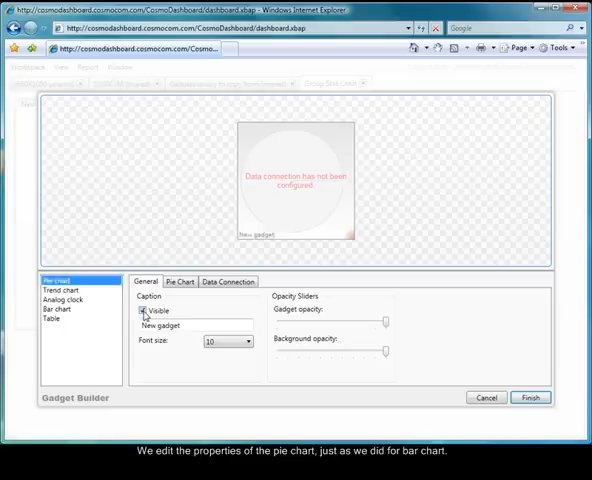 http://cosmodashboard.cosmocom.com/CosmoDashboard/dashboard.xbap - Windows Internet Explorer
http://cosmodashboard.cosmocom.com/CosmoDashboard/dashboard.xbap
Google
http://cosmodashboard.cosmocom.com/Cosmo...
Page
Tools
Workspace View Report Window
Data connection has not been
configured.
New gadget
Pie chart
Trend chart
Analog clock
Bar chart
Table
General
Pie Chart
Data Connection
Caption
Visible
New gadget
Font size:
10
Opacity Sliders
Gadget opacity:
Background opacity:
Gadget Builder
Cancel
Finish
We edit the properties of the pie chart, just as we did for bar chart.